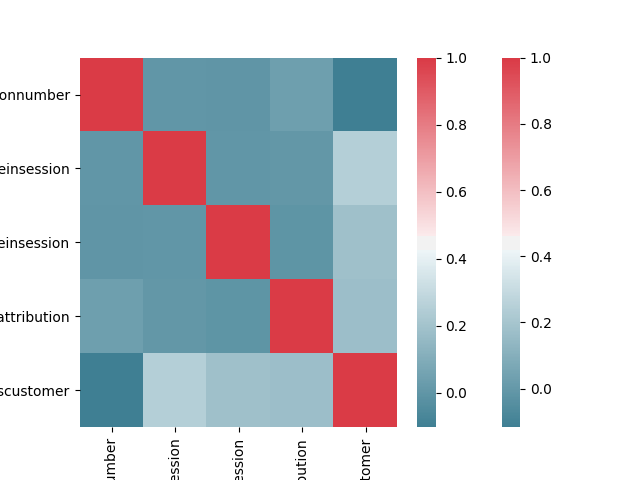 onnumber
einsession
einsession
attribution
scustomer
umber
ession
ession
bution
tomer
1.0
0.8
0.6
0.4
0.2
0.0
1.0
0.8
0.6
0.4
0.2
0.0